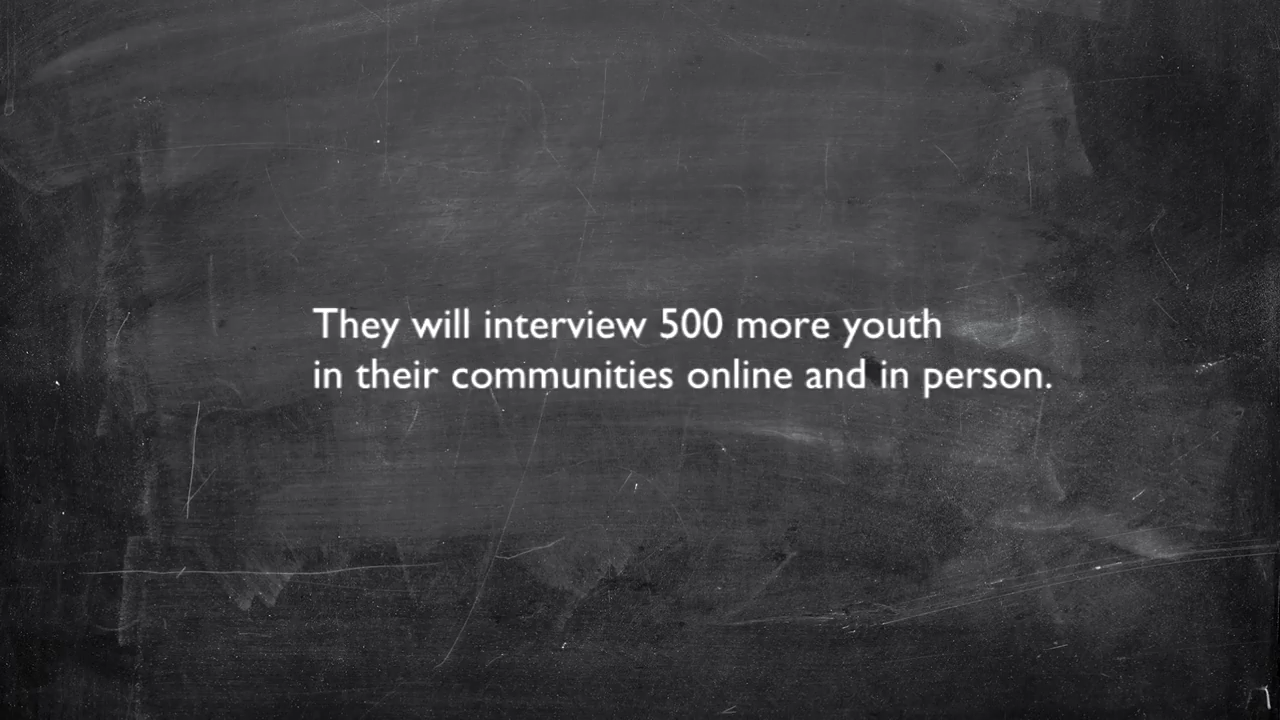 They will interview 500 more youth
in their communities online and in person.